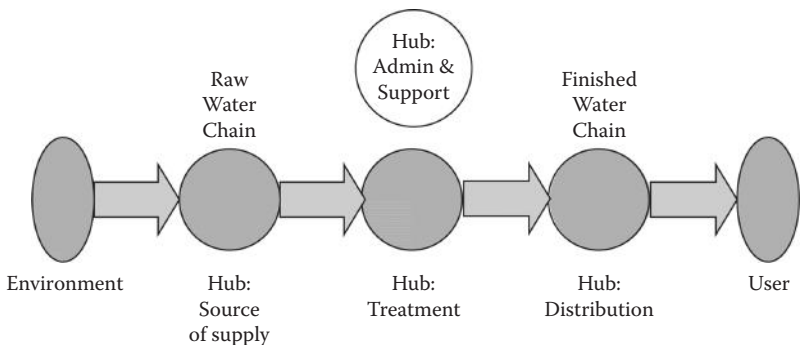 Hub:
Admin &
Support
Raw
Water
Chain
Finished
Water
Chain
Environment
Hub:
Source
of supply
Hub:
Treatment
Hub:
Distribution
User